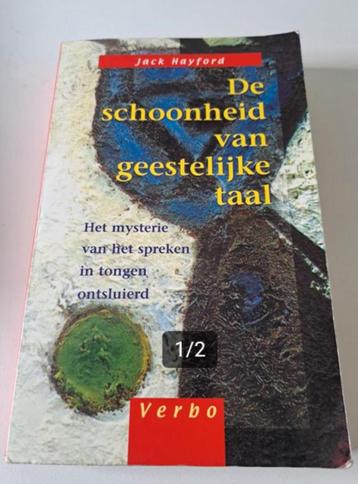 Jack Hayford
De
schoonheid
van
geestelijke
taal
Het mysterie
van het spreken
in tongen
ontsluierd
1/2
Verbo